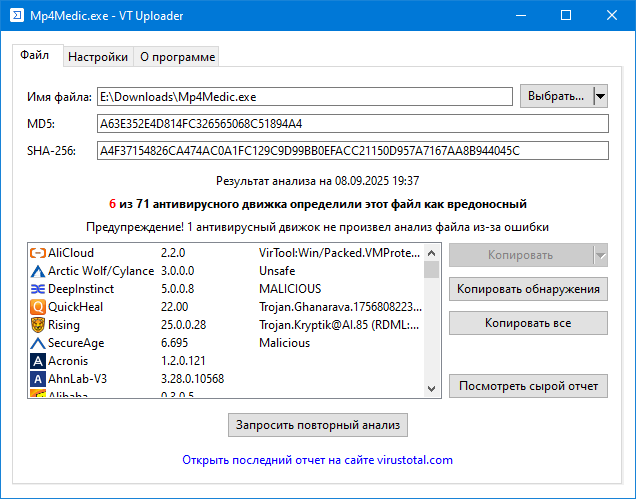 Mp4Medic.exe - VT Uploader
Файл Настройки О программе
Имя файла: E:\Downloads\Mp4Medic.exe Выбрать...
MD5: A63E352E4D814FC326565068C51894A4
SHA-256: A4F37154826CA474AC0A1FC129C9D99BB0EFACC21150D957A7167AA8B944045C
Результат анализа на 08.09.2025 19:37
6 из 71 антивирусного движка определили этот файл как вредоносный
Предупреждение! 1 антивирусный движок не произвел анализ файла из-за ошибки
AliCloud 2.2.0 VirTool:Win/Packed.VMProte...
Arctic Wolf/Cylance 3.0.0.0 Unsafe
DeepInstinct 5.0.0.8 MALICIOUS
QuickHeal 22.00 Trojan.Ghanarava.1756808223...
Rising 25.0.0.28 Trojan.Kryptik@AI.85 (RDML:...
SecureAge 6.695 Malicious
Acronis 1.2.0.121
AhnLab-V3 3.28.0.10568
Alibaba 0.3.0.5
Копировать
Копировать обнаружения
Копировать все
Посмотреть сырой отчет
Запросить повторный анализ
Открыть последний отчет на сайте virustotal.com